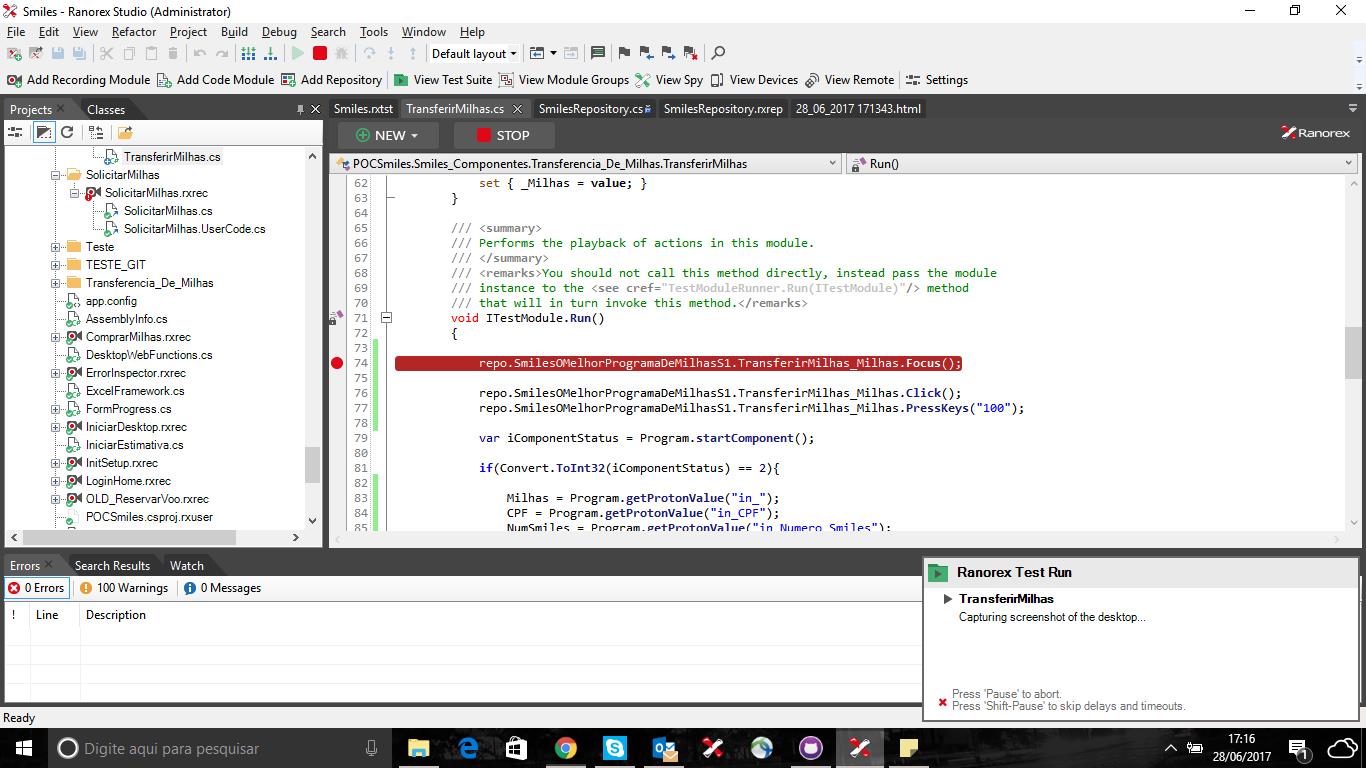 Smiles - Ranorex Studio (Administrator)
File Edit View Refactor Project Build Debug Search Tools Window Help
Default layout
Add Recording Module Add Code Module Add Repository View Test Suite View Module Groups View Spy View Devices View Remote Settings
Projects Classes
Smiles.rxtst TransferirMilhas.cs SmilesRepository.cs SmilesRepository.rxrep 28_06_2017 171343.html
NEW STOP Ranorex
POCSmiles.Smiles_Componentes.Transferencia_De_Milhas.TransferirMilhas Run()
TransferirMilhas.cs
SolicitarMilhas
SolicitarMilhas.rxrec
SolicitarMilhas.cs
SolicitarMilhas.UserCode.cs
Teste
TESTE_GIT
Transferencia_De_Milhas
app.config
AssemblyInfo.cs
ComprarMilhas.rxrec
DesktopWebFunctions.cs
ErrorInspector.rxrec
ExcelFramework.cs
FormProgress.cs
IniciarDesktop.rxrec
IniciarEstimativa.cs
InitSetup.rxrec
LoginHome.rxrec
OLD_ReservarVoo.rxrec
POCSmiles.csproj.rxuser
62 set { _Milhas = value; }
63 }
64
65 /// <summary>
66 /// Performs the playback of actions in this module.
67 /// </summary>
68 /// <remarks>You should not call this method directly, instead pass the module
69 /// instance to the <see cref="TestModuleRunner.Run(ITestModule)"/> method
70 /// that will in turn invoke this method.</remarks>
71 void ITestModule.Run()
72 {
73
74 repo.SmilesOMelhorProgramaDeMilhasS1.TransferirMilhas_Milhas.Focus();
75
76 repo.SmilesOMelhorProgramaDeMilhasS1.TransferirMilhas_Milhas.Click();
77 repo.SmilesOMelhorProgramaDeMilhasS1.TransferirMilhas_Milhas.PressKeys("100");
78
79 var iComponentStatus = Program.startComponent();
80
81 if(Convert.ToInt32(iComponentStatus) == 2){
82
83 Milhas = Program.getProtonValue("in_");
84 CPF = Program.getProtonValue("in_CPF");
85 NumSmiles = Program.getProtonValue("in_Numero_Smiles");
Errors Search Results Watch
0 Errors 100 Warnings 0 Messages
! Line Description
Ranorex Test Run
TransferirMilhas
Capturing screenshot of the desktop...
Press 'Pause' to abort.
Press 'Shift-Pause' to skip delays and timeouts.
Ready
Digite aqui para pesquisar
17:16
28/06/2017
1